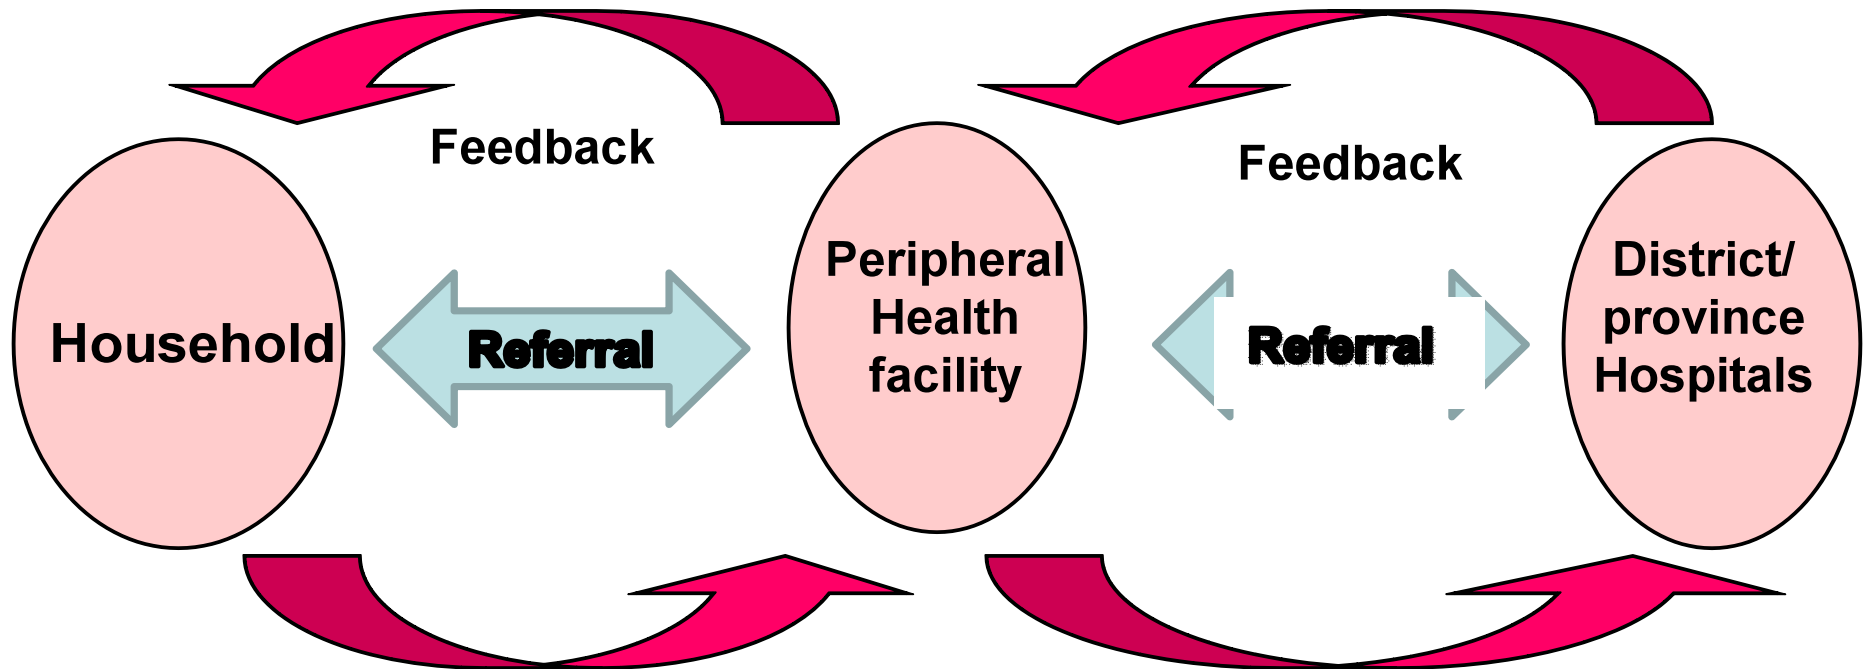 Feedback
Feedback
Household
Referral
Peripheral
Health
facility
Referral
District/
province
Hospitals